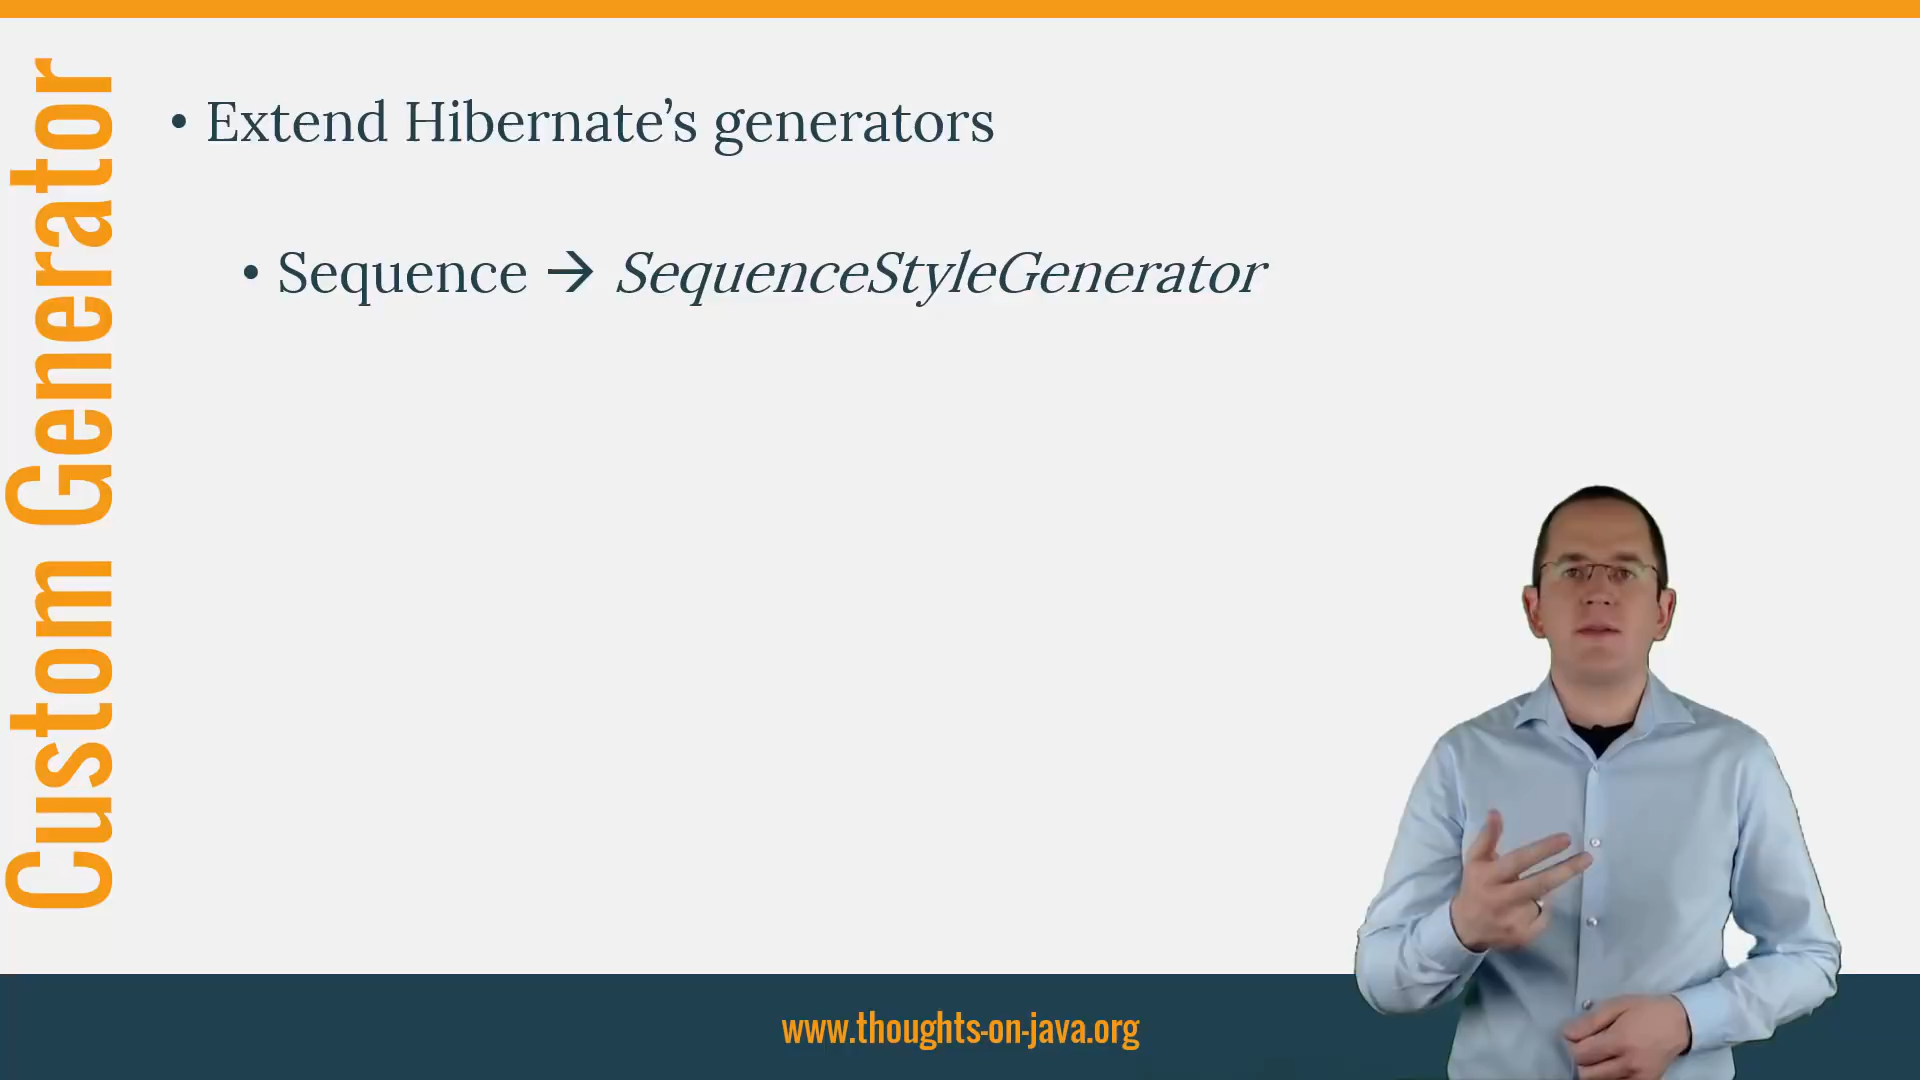 Custom Generator
• Extend Hibernate’s generators
• Sequence → SequenceStyleGenerator
www.thoughts-on-java.org